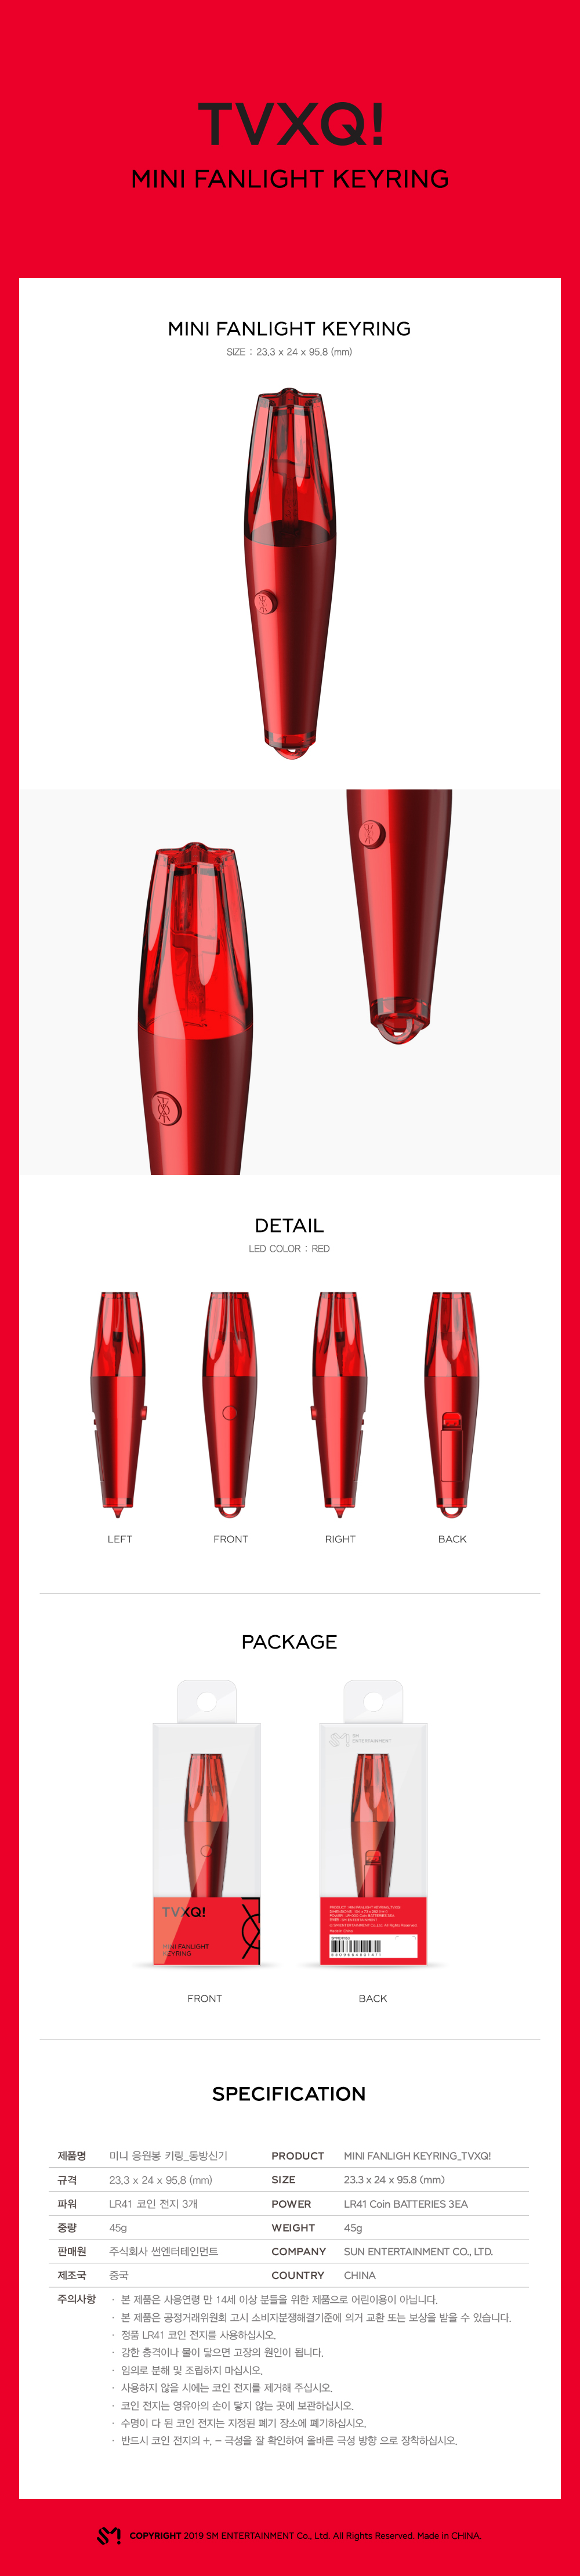 TVXQ!
MINI FANLIGHT KEYRING
MINI FANLIGHT KEYRING
SIZE : 23.3 x 24 x 95.8 (mm)
DETAIL
LED COLOR : RED
LEFT
FRONT
RIGHT
BACK
PACKAGE
SM
ENTERTAINMENT
TVXQ!
MINI FANLIGHT
KEYRING
Made in China
FRONT
BACK
SPECIFICATION
제품명 미니 응원봉 키링_동방신기 PRODUCT MINI FANLIGH KEYRING_TVXQ!
규격 23.3 x 24 x 95.8 (mm) SIZE 23.3 x 24 x 95.8 (mm)
파워 LR41 코인 전지 3개 POWER LR41 Coin BATTERIES 3EA
중량 45g WEIGHT 45g
판매원 주식회사 썬엔터테인먼트 COMPANY SUN ENTERTAINMENT CO., LTD.
제조국 중국 COUNTRY CHINA
주의사항 · 본 제품은 사용연령 만 14세 이상 분들을 위한 제품으로 어린이용이 아닙니다.
· 본 제품은 공정거래위원회 고시 소비자분쟁해결기준에 의거 교환 또는 보상을 받을 수 있습니다.
· 정품 LR41 코인 전지를 사용하십시오.
· 강한 충격이나 물이 닿으면 고장의 원인이 됩니다.
· 임의로 분해 및 조립하지 마십시오.
· 사용하지 않을 시에는 코인 전지를 제거해 주십시오.
· 코인 전지는 영유아의 손이 닿지 않는 곳에 보관하십시오.
· 수명이 다 된 코인 전지는 지정된 폐기 장소에 폐기하십시오.
· 반드시 코인 전지의 +, – 극성을 잘 확인하여 올바른 극성 방향 으로 장착하십시오.
SM COPYRIGHT 2019 SM ENTERTAINMENT Co., Ltd. All Rights Reserved. Made in CHINA.